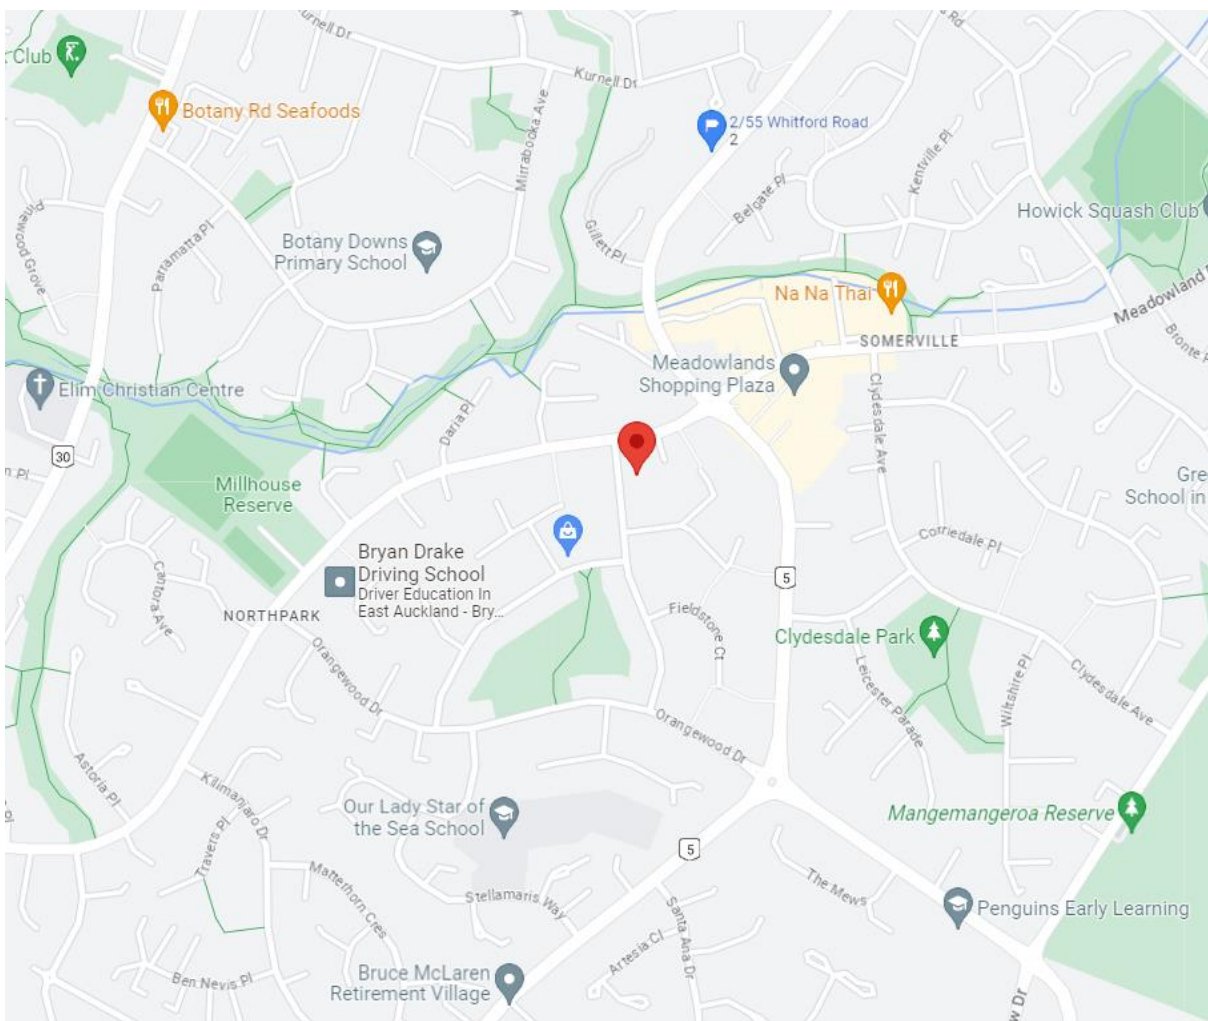 urnell Dr
Rd
Club
Kurnell Dr
Botany Rd Seafoods
Mirrabooka Ave
2/55 Whitford Road
2
Kentville Pl
Belgate Pl
Pinewood Grove
Parramatta Pl
Howick Squash Club
Gillett Pl
Botany Downs
Primary School
Na Na Thai
Meadowland
SOMERVILLE
Bronte P
Meadowlands
Shopping Plaza
Elim Christian Centre
Clydesdale Ave
Daria Pl
30
n Pl
Millhouse
Reserve
Gre
School in
Corriedale Pl
Bryan Drake
Driving School
Driver Education In
East Auckland - Bry...
5
Cantora Ave
NORTHPARK
Fieldstone Ct
Clydesdale Park
Orangewood Dr
Leicester Parade
Wiltshire Pl
Clydesdale Ave
Orangewood Dr
Astoria Pl
Kilimanjaro Dr
Our Lady Star of
the Sea School
Mangemangeroa Reserve
Travers Pl
5
Matterhorn Cres
The Mews
Stellamaris Way
Penguins Early Learning
Santa Ana Dr
Artesia Cl
Ben Nevis Pl
Bruce McLaren
Retirement Village
w Dr